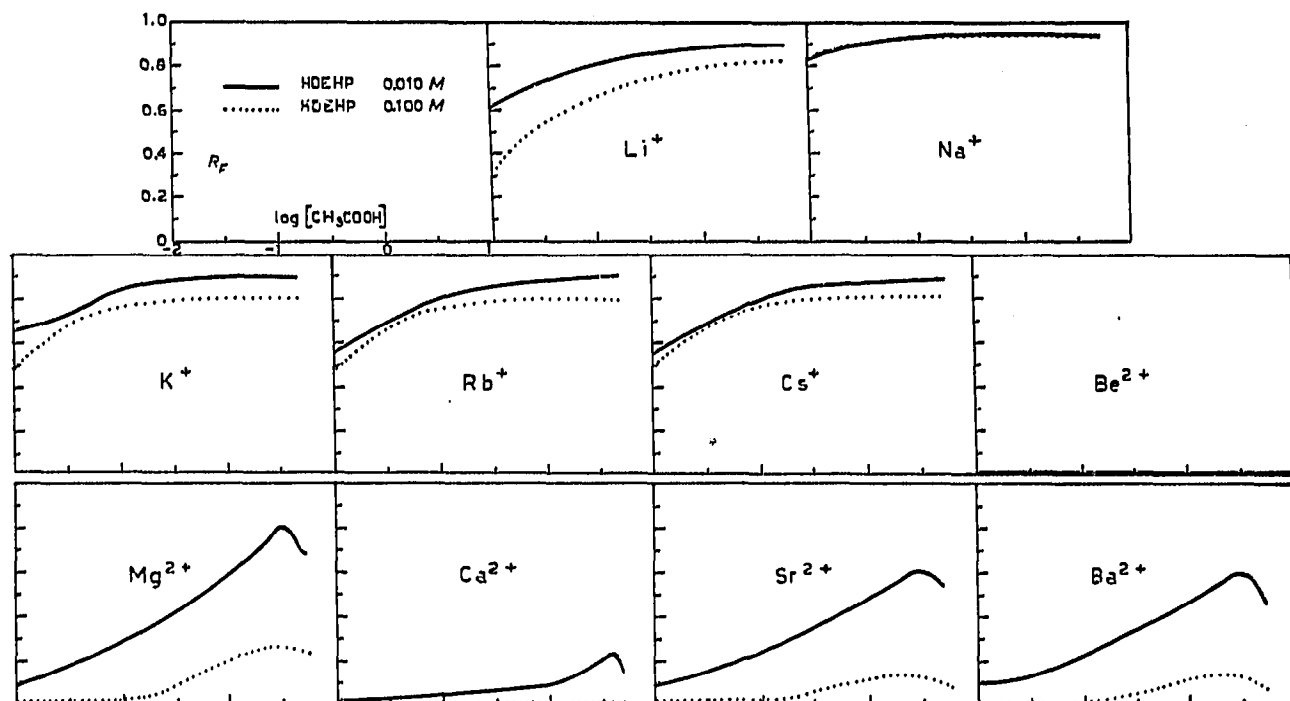 1.0
HDEHP 0.010 M
0.8
HDEHP 0.100 M
0.6
Li⁺
Na⁺
0.4
R_F
0.2
log [CH₃COOH]
0
-2 -1 0 1
K⁺
Rb⁺
Cs⁺
Be²⁺
Mg²⁺
Ca²⁺
Sr²⁺
Ba²⁺